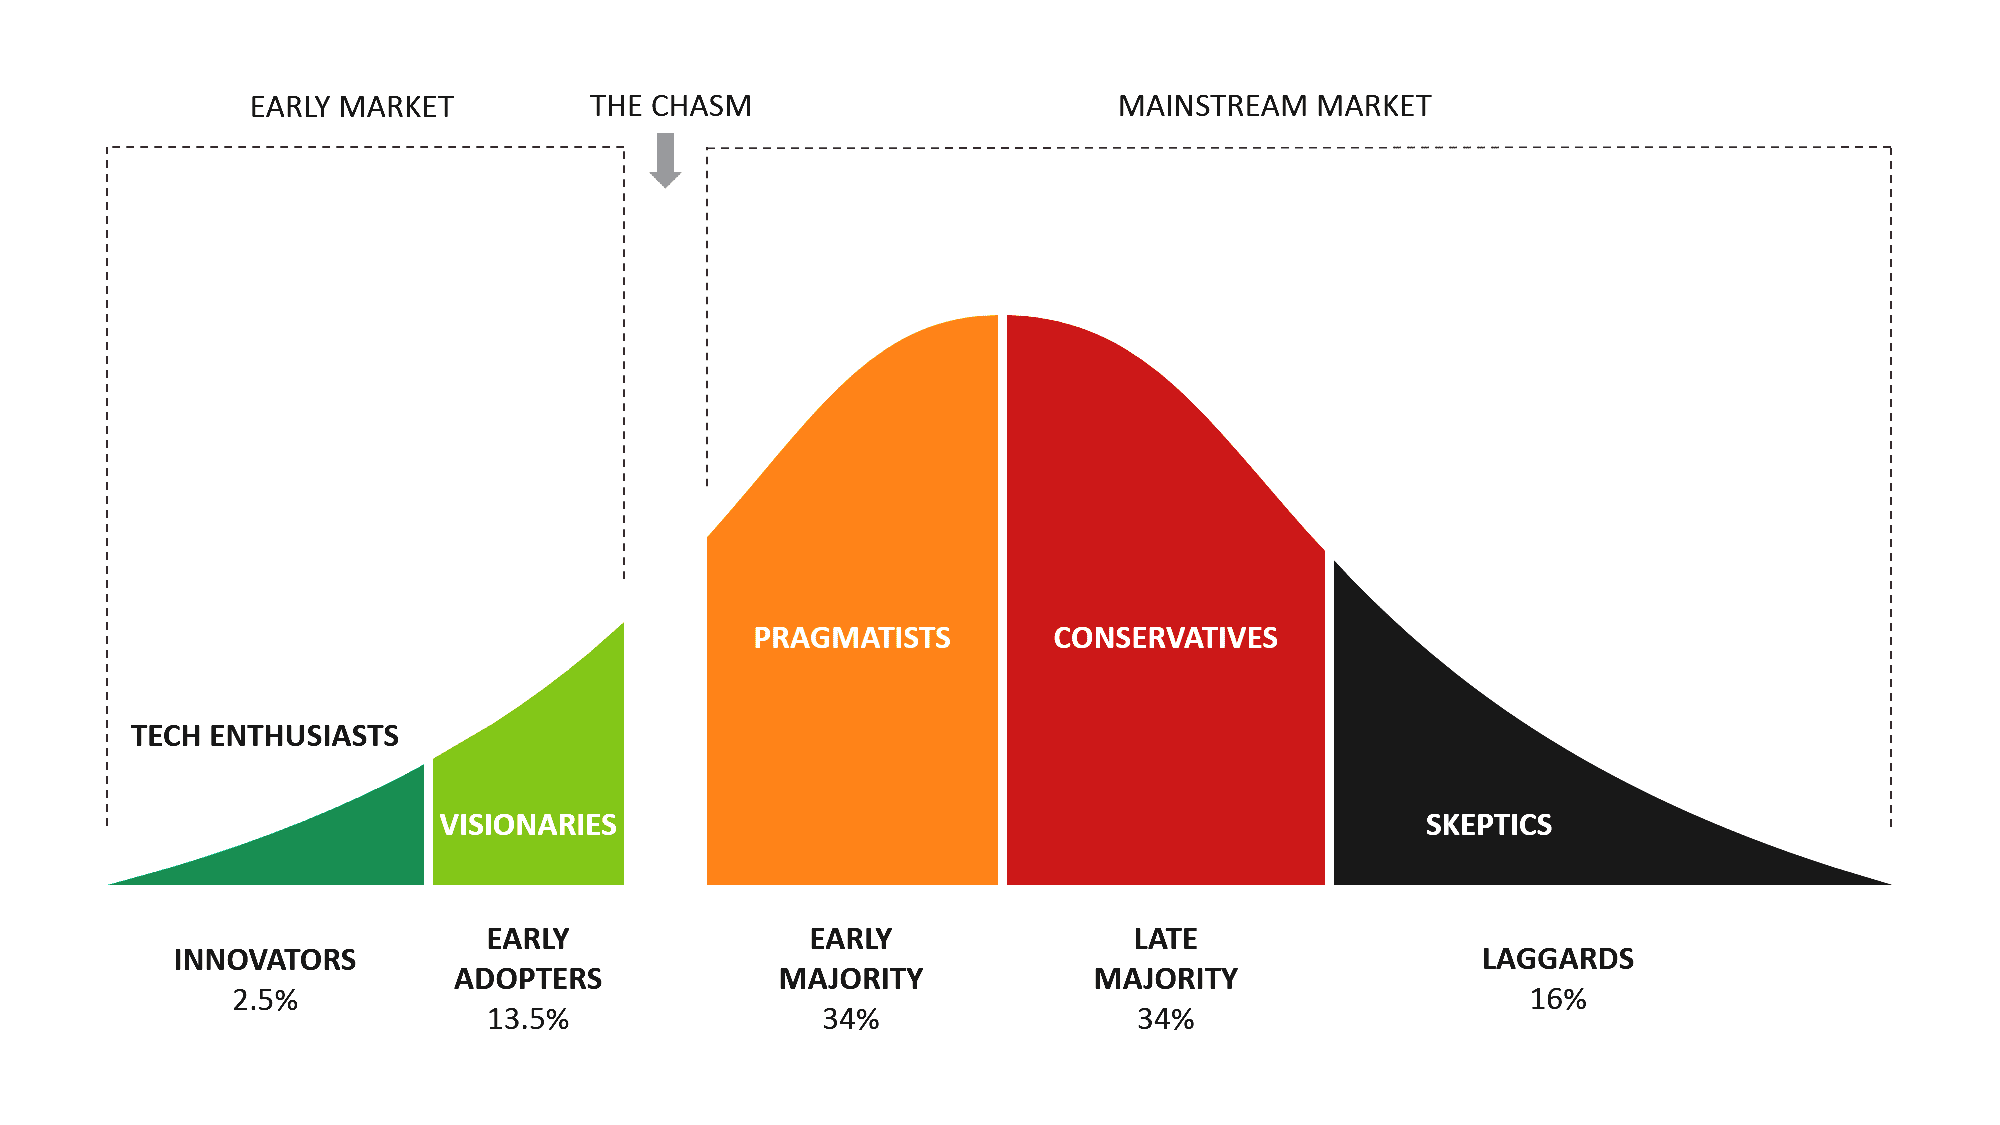 EARLY MARKET
THE CHASM
MAINSTREAM MARKET
TECH ENTHUSIASTS
VISIONARIES
PRAGMATISTS
CONSERVATIVES
SKEPTICS
INNOVATORS
2.5%
EARLY
ADOPTERS
13.5%
EARLY
MAJORITY
34%
LATE
MAJORITY
34%
LAGGARDS
16%